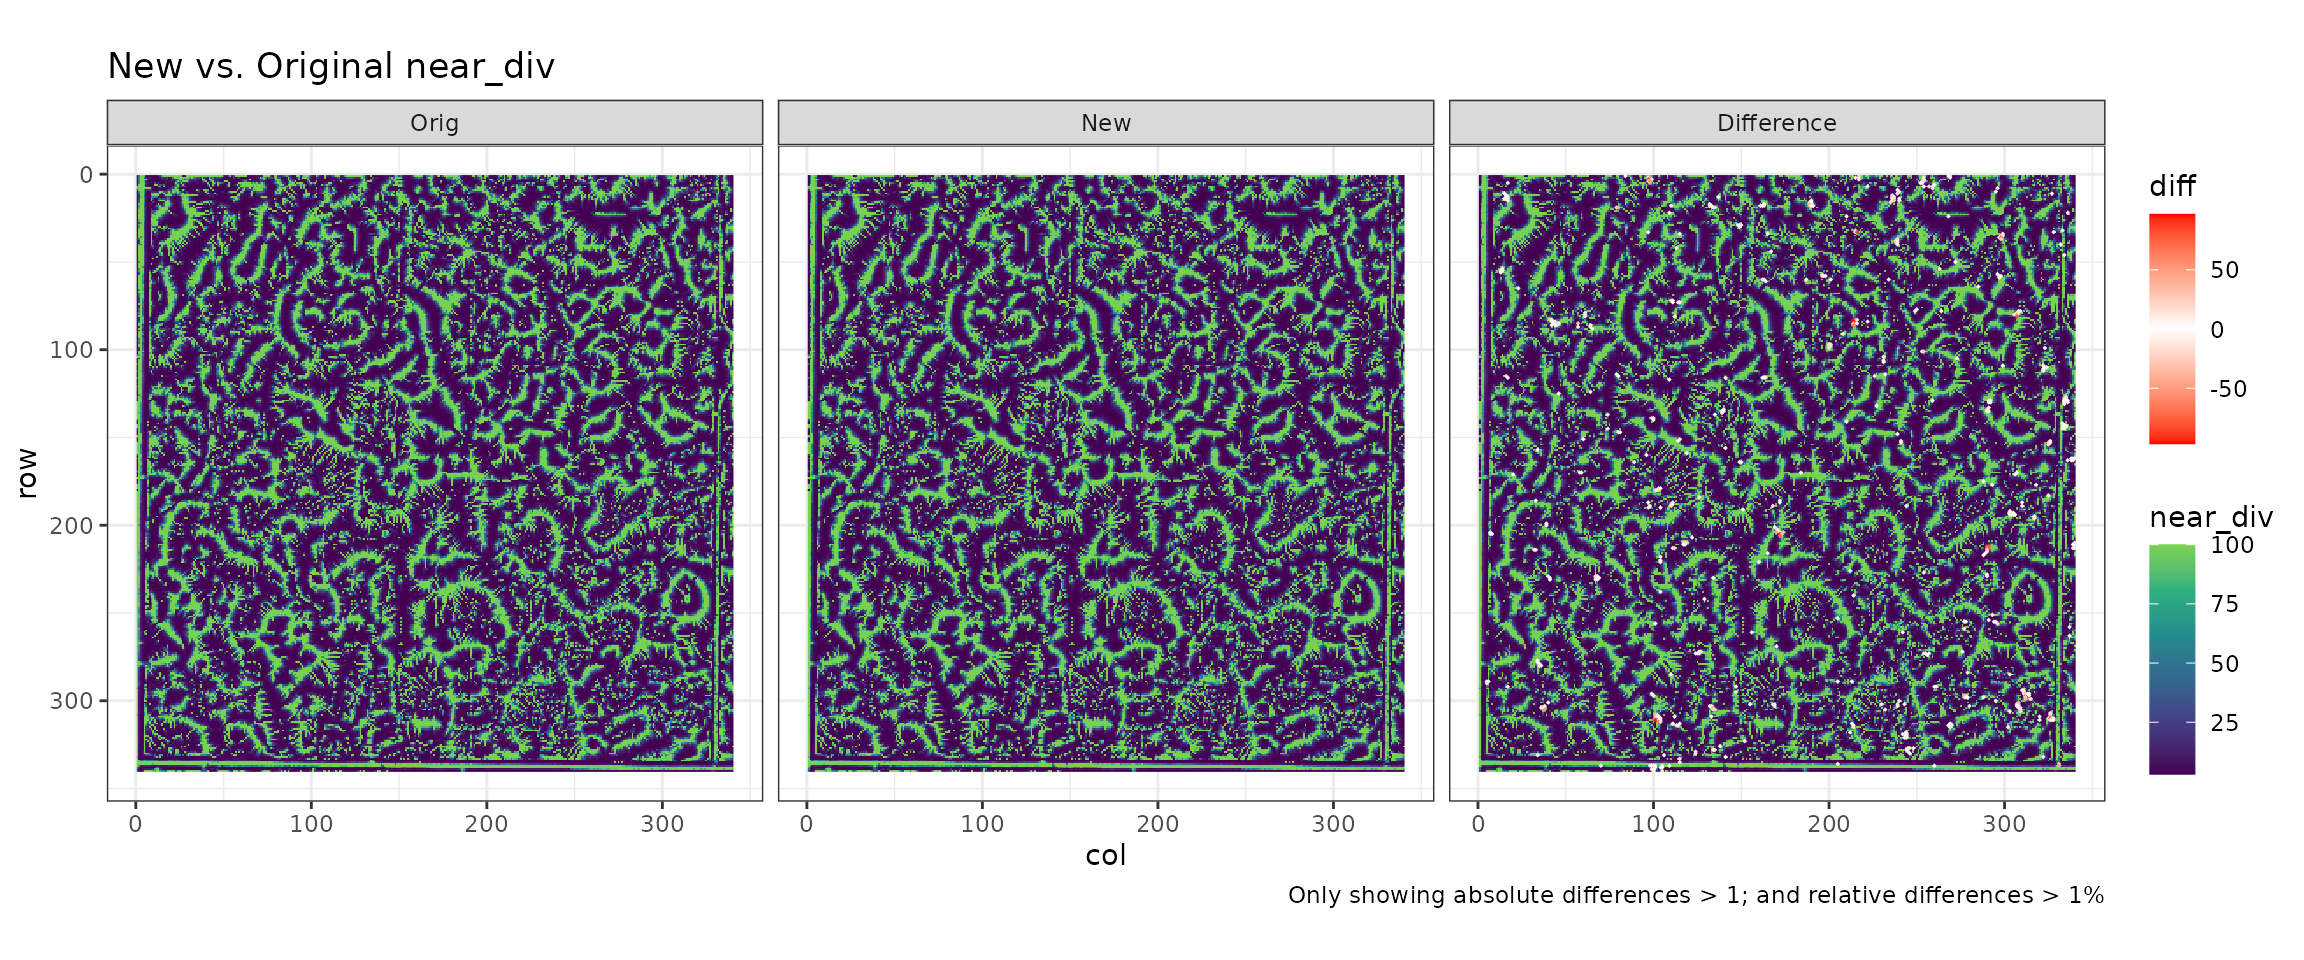 New vs. Original near_div
Orig
New
Difference
0
100
200
300
row
0 100 200 300
0 100 200 300
0 100 200 300
col
Only showing absolute differences > 1; and relative differences > 1%
diff
50
0
-50
near_div
100
75
50
25